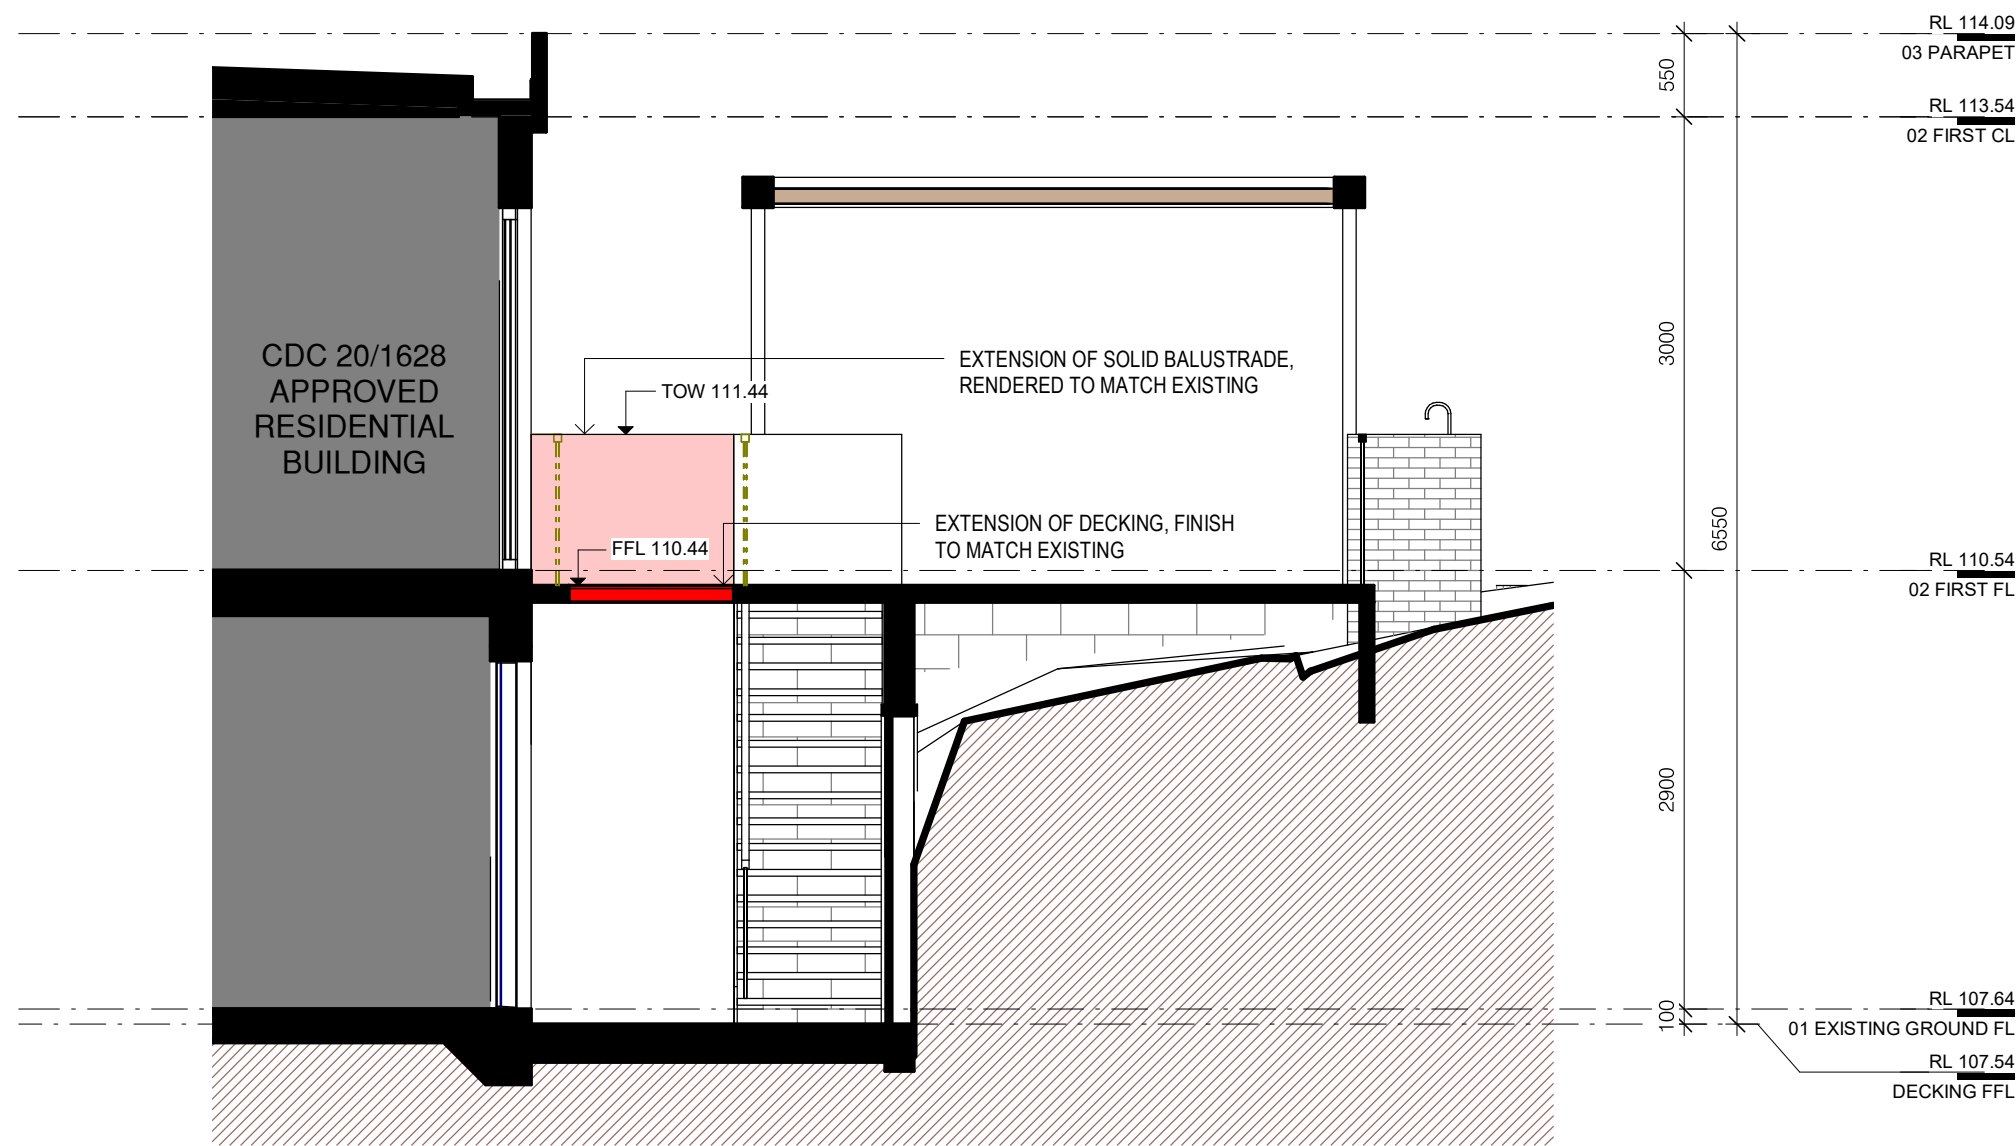 RL 114.09
03 PARAPET
550
RL 113.54
02 FIRST CL
3000
CDC 20/1628
APPROVED
RESIDENTIAL
BUILDING
EXTENSION OF SOLID BALUSTRADE,
RENDERED TO MATCH EXISTING
TOW 111.44
EXTENSION OF DECKING, FINISH
TO MATCH EXISTING
FFL 110.44
6550
RL 110.54
02 FIRST FL
2900
RL 107.64
01 EXISTING GROUND FL
100
RL 107.54
DECKING FFL